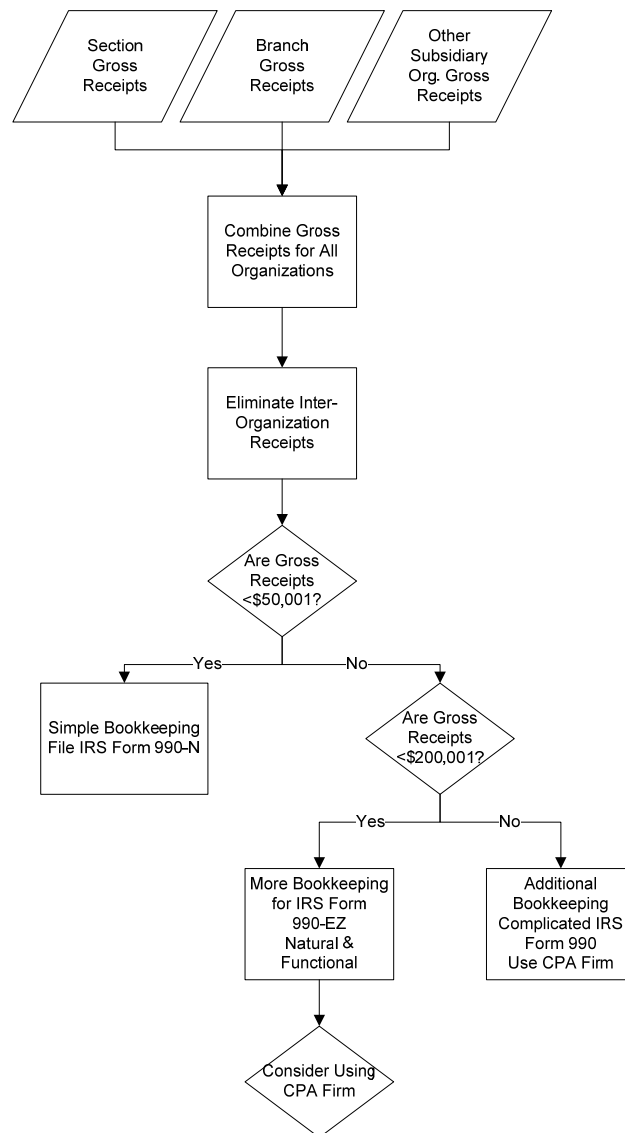 Section
Gross
Receipts
Branch
Gross
Receipts
Other
Subsidiary
Org. Gross
Receipts
Combine Gross
Receipts for All
Organizations
Eliminate Inter-
Organization
Receipts
Are Gross
Receipts
<$50,001?
Yes
No
Simple Bookkeeping
File IRS Form 990-N
Are Gross
Receipts
<$200,001?
Yes
No
More Bookkeeping
for IRS Form
990-EZ
Natural &
Functional
Additional
Bookkeeping
Complicated IRS
Form 990
Use CPA Firm
Consider Using
CPA Firm